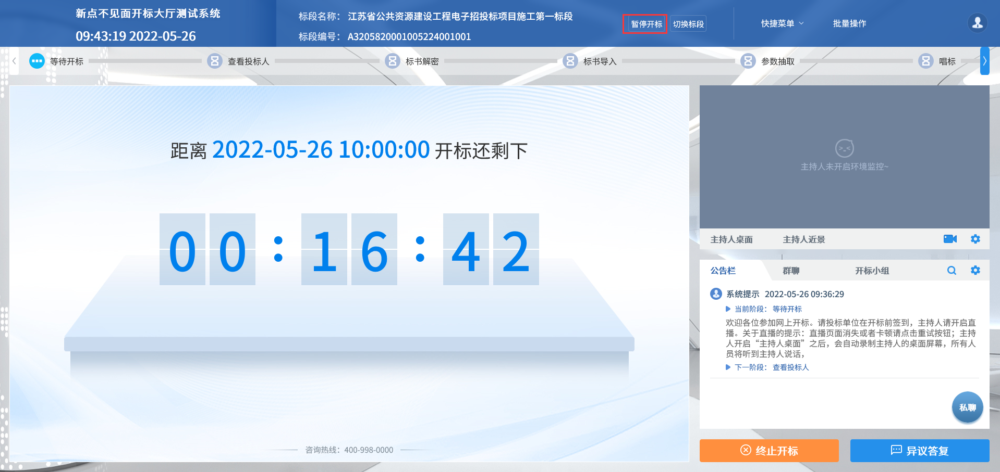 新点不见面开标大厅测试系统
09:43:19 2022-05-26
标段名称： 江苏省公共资源建设工程电子招投标项目施工第一标段
标段编号： A3205820001005224001001
暂停开标 切换标段
快捷菜单 批量操作
等待开标 查看投标人 标书解密 标书导入 参数抽取 唱标
距离 2022-05-26 10:00:00 开标还剩下
00 : 16 : 42
咨询热线：400-998-0000
主持人未开启环境监控~
主持人桌面 主持人近景
公告栏 群聊 开标小组
系统提示 2022-05-26 09:36:29
当前阶段： 等待开标
欢迎各位参加网上开标。请投标单位在开标前签到，主持人请开启直
播。关于直播的提示：直播页面消失或者卡顿请点击重试按钮；主持
人开启“主持人桌面”之后，会自动录制主持人的桌面屏幕，所有人
员将听到主持人说话，
下一阶段： 查看投标人
私聊
终止开标 异议答复